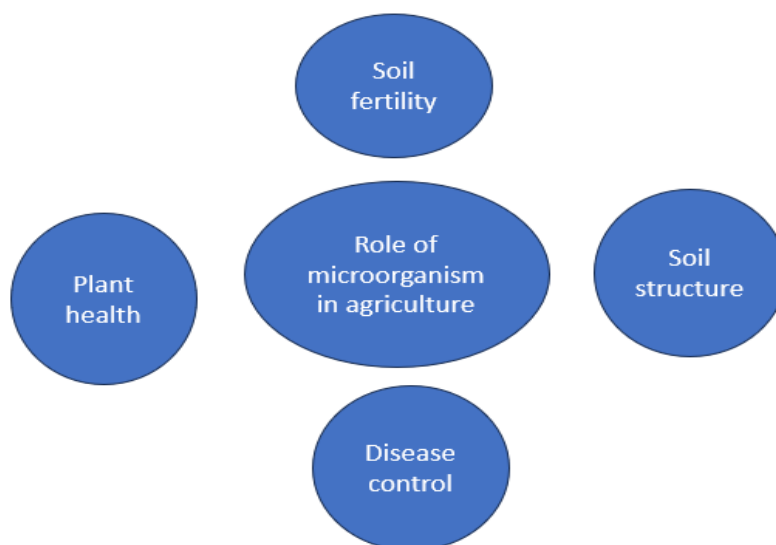 Soil
fertility
Role of
microorganism
in agriculture
Plant
health
Soil
structure
Disease
control